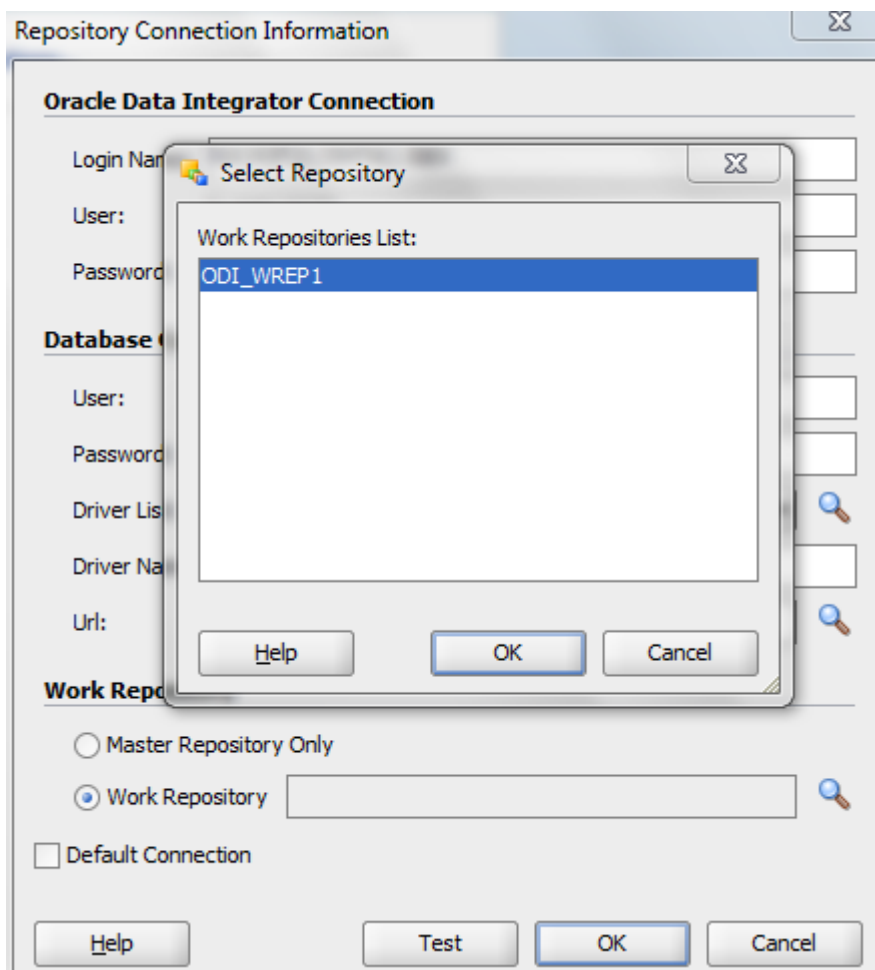 Repository Connection Information
Oracle Data Integrator Connection
Login Nam
Select Repository
User:
Work Repositories List:
Password
ODI_WREP1
Database
User:
Password
Driver Lis
Driver Na
Url:
Help OK Cancel
Work Repo
Master Repository Only
Work Repository
Default Connection
Help Test OK Cancel